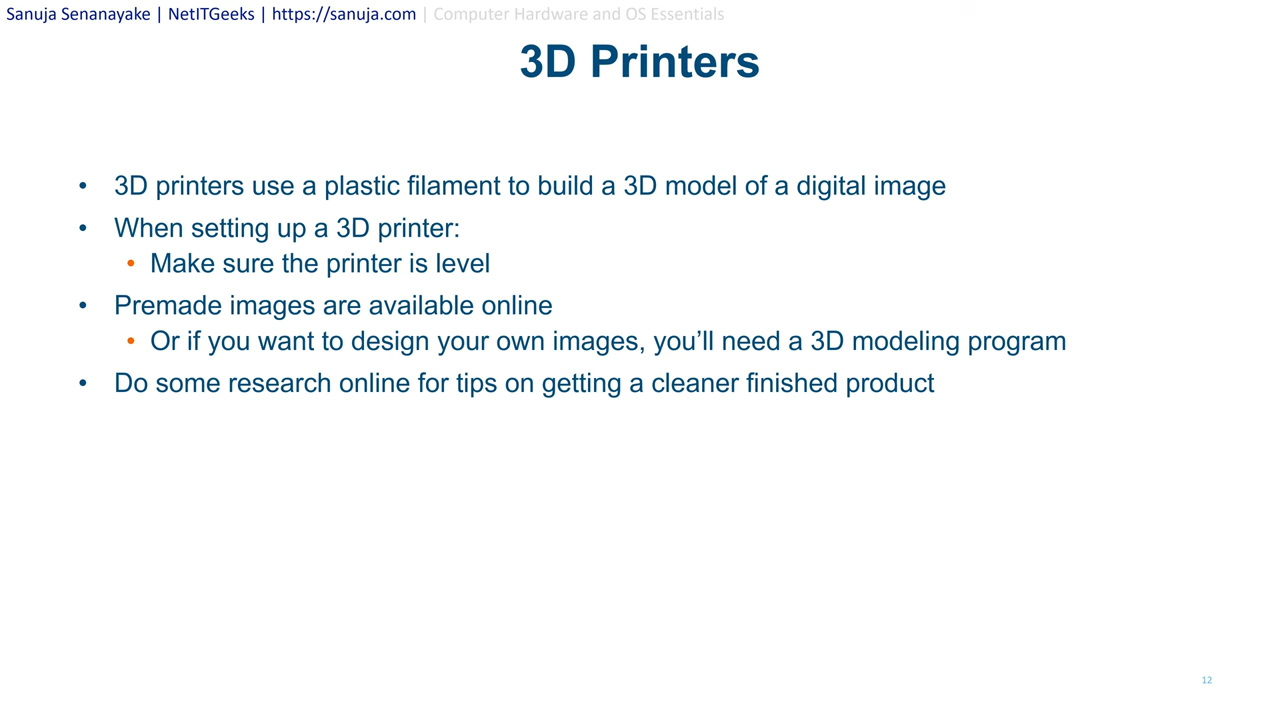 Sanuja Senanayake | NetITGeeks | https://sanuja.com | Computer Hardware and OS Essentials
3D Printers
• 3D printers use a plastic filament to build a 3D model of a digital image
• When setting up a 3D printer:
• Make sure the printer is level
• Premade images are available online
• Or if you want to design your own images, you’ll need a 3D modeling program
• Do some research online for tips on getting a cleaner finished product
12